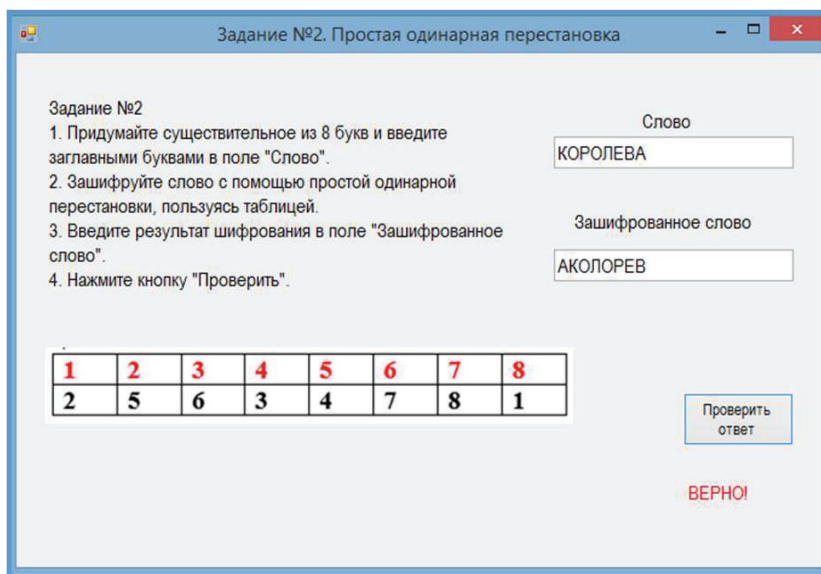 Задание №2. Простая одинарная перестановка
Задание №2
1. Придумайте существительное из 8 букв и введите
заглавными буквами в поле "Слово".
2. Зашифруйте слово с помощью простой одинарной
перестановки, пользуясь таблицей.
3. Введите результат шифрования в поле "Зашифрованное
слово".
4. Нажмите кнопку "Проверить".
Слово
КОРОЛЕВА
Зашифрованное слово
АКОЛОРЕВ
1 2 3 4 5 6 7 8
2 5 6 3 4 7 8 1
Проверить
ответ
ВЕРНО!